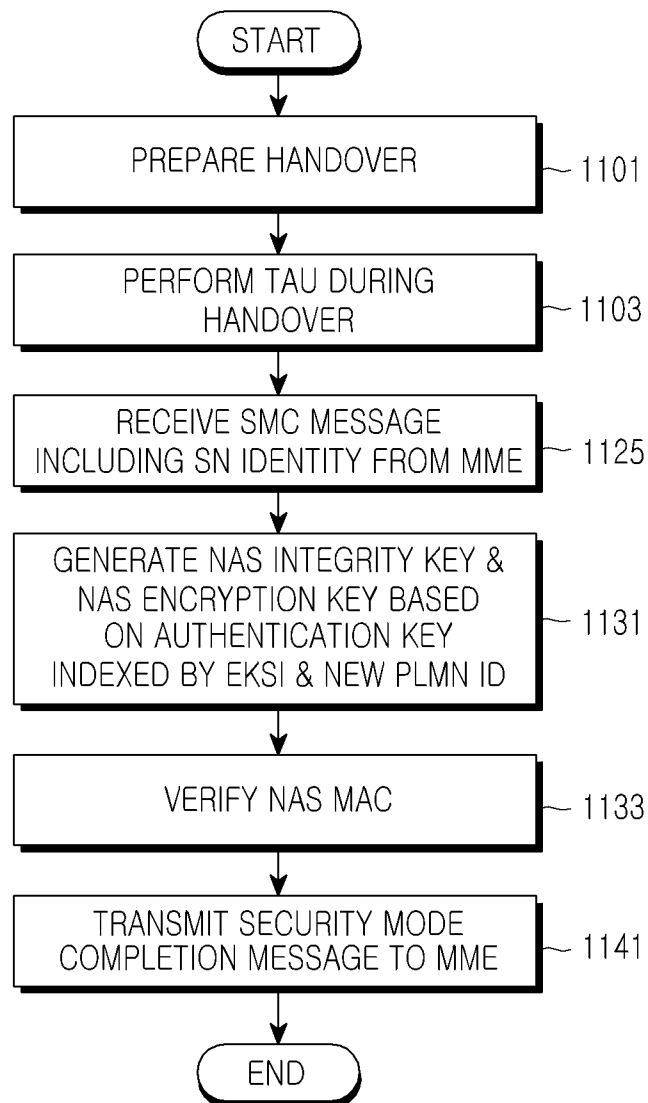 START
PREPARE HANDOVER
1101
PERFORM TAU DURING
HANDOVER
1103
RECEIVE SMC MESSAGE
INCLUDING SN IDENTITY FROM MME
1125
GENERATE NAS INTEGRITY KEY &
NAS ENCRYPTION KEY BASED
ON AUTHENTICATION KEY
INDEXED BY EKSI & NEW PLMN ID
1131
VERIFY NAS MAC
1133
TRANSMIT SECURITY MODE
COMPLETION MESSAGE TO MME
1141
END